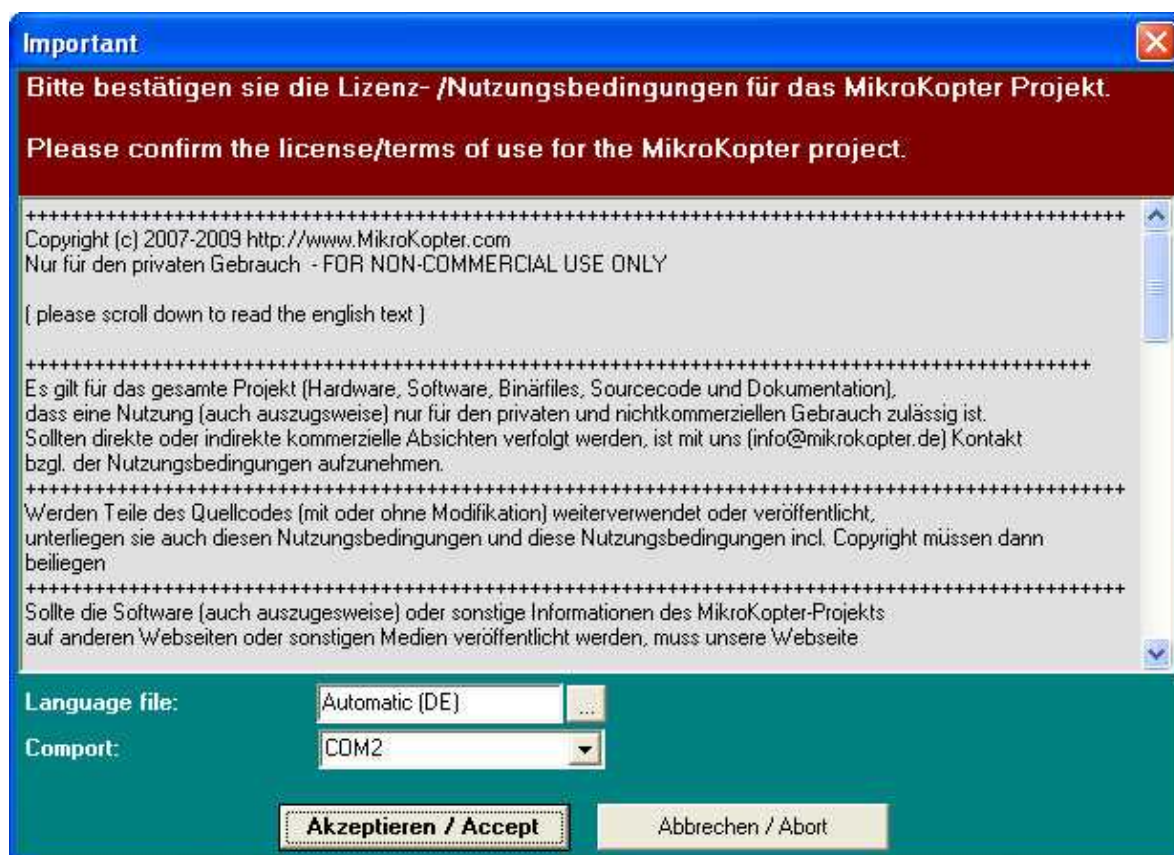 Important
Bitte bestätigen sie die Lizenz- /Nutzungsbedingungen für das MikroKopter Projekt.
Please confirm the license/terms of use for the MikroKopter project.
++++++++++++++++++++++++++++++++++++++++++++++++++++++++++++++++++++++++++++++++++++++++++++++++++
Copyright (c) 2007-2009 http://www.MikroKopter.com
Nur für den privaten Gebrauch - FOR NON-COMMERCIAL USE ONLY
( please scroll down to read the english text )
+++++++++++++++++++++++++++++++++++++++++++++++++++++++++++++++++++++++++++++++++++++++++++++++
Es gilt für das gesamte Projekt (Hardware, Software, Binärfiles, Sourcecode und Dokumentation),
dass eine Nutzung (auch auszugsweise) nur für den privaten und nichtkommerziellen Gebrauch zulässig ist.
Sollten direkte oder indirekte kommerzielle Absichten verfolgt werden, ist mit uns (info@mikrokopter.de) Kontakt
bzgl. der Nutzungsbedingungen aufzunehmen.
++++++++++++++++++++++++++++++++++++++++++++++++++++++++++++++++++++++++++++++++++++++++++++++++++
Werden Teile des Quellcodes (mit oder ohne Modifikation) weiterverwendet oder veröffentlicht,
unterliegen sie auch diesen Nutzungsbedingungen und diese Nutzungsbedingungen incl. Copyright müssen dann
beiliegen
++++++++++++++++++++++++++++++++++++++++++++++++++++++++++++++++++++++++++++++++++++++++++++++++++
Sollte die Software (auch auszugesweise) oder sonstige Informationen des MikroKopter-Projekts
auf anderen Webseiten oder sonstigen Medien veröffentlicht werden, muss unsere Webseite
Language file: Automatic (DE) ...
Comport: COM2
Akzeptieren / Accept Abbrechen / Abort